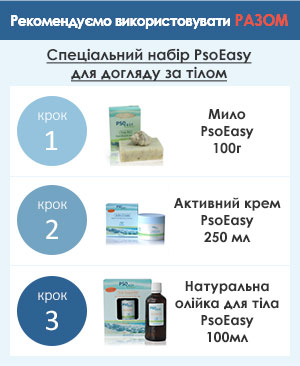 Рекомендуємо використовувати РАЗОМ
Спеціальний набір PsoEasy
для догляду за тілом
крок
1
Мило
PsoEasy
100г
крок
2
Активний крем
PsoEasy
250 мл
крок
3
Натуральна
олійка для тіла
PsoEasy
100мл